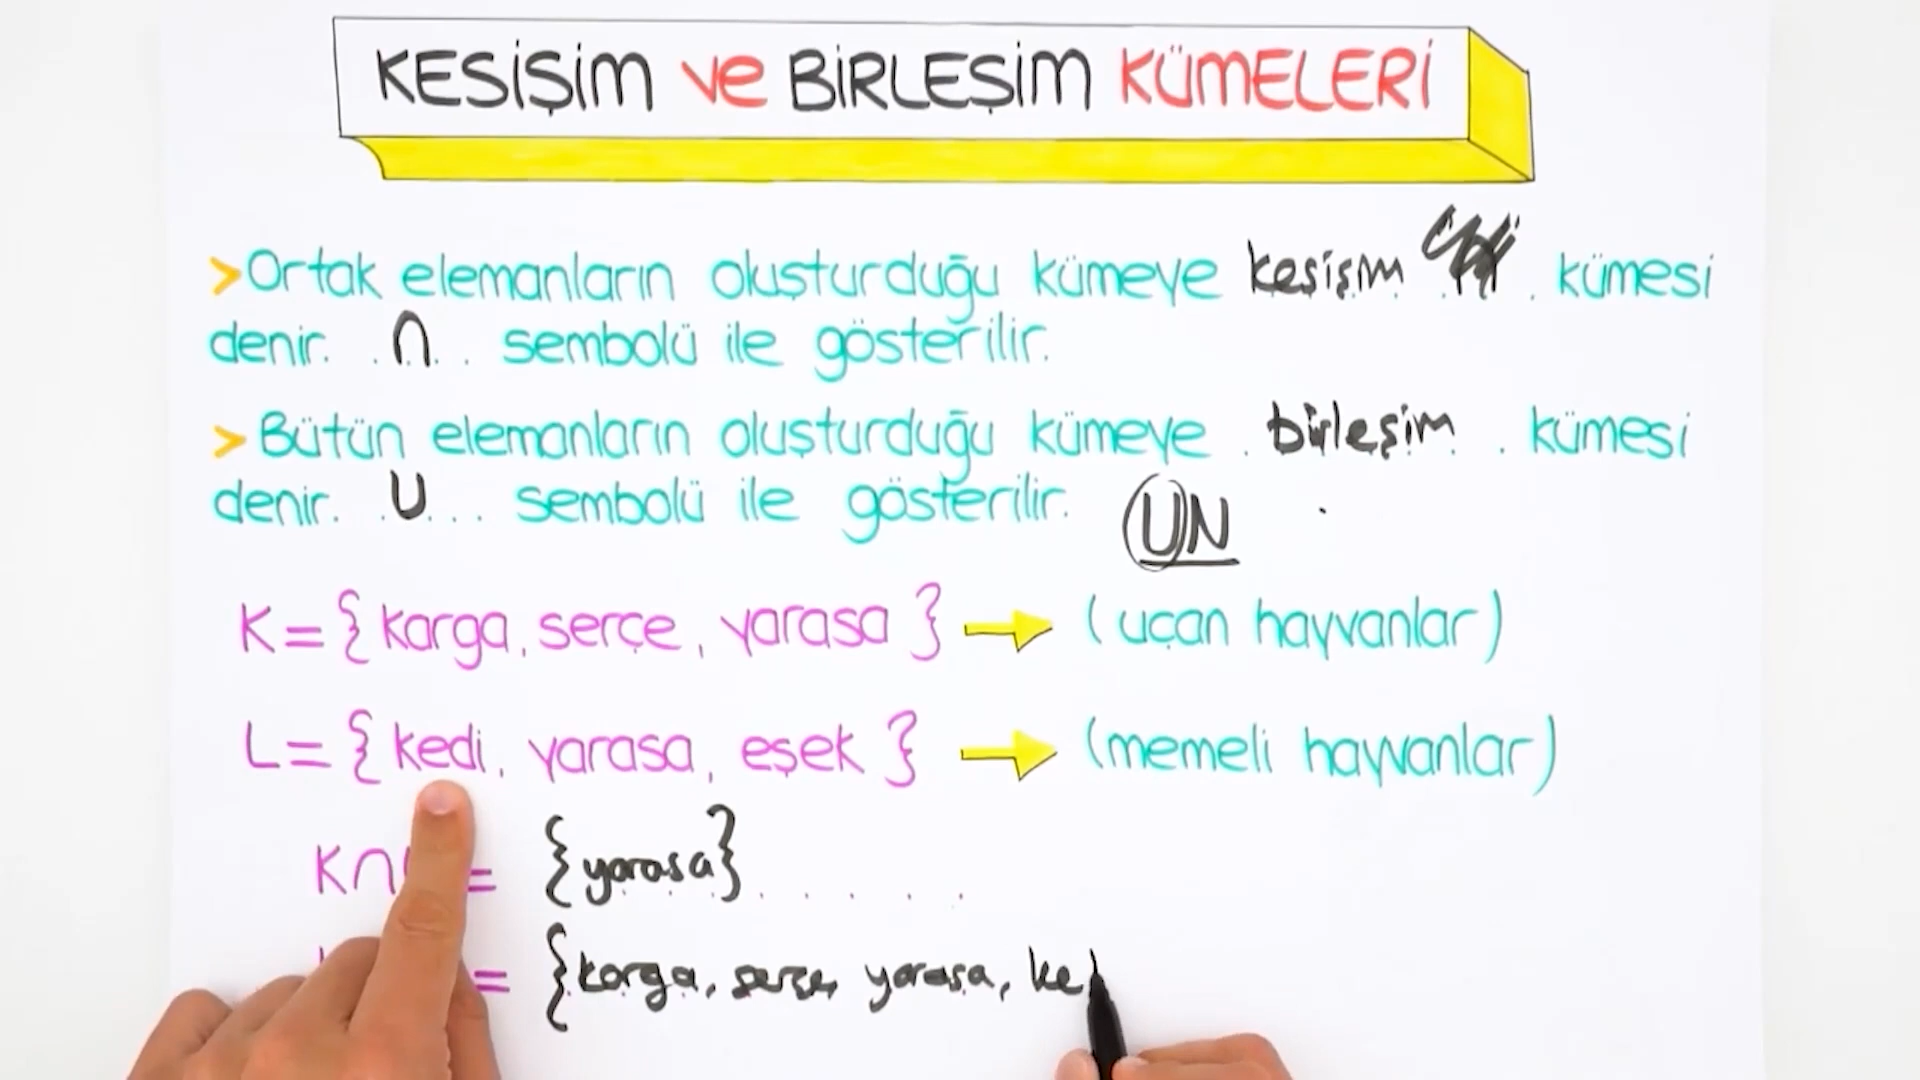 KESİŞİM ve BİRLEŞİM KÜMELERİ
>Ortak elemanların oluşturduğu kümeye kesişim . kümesi
denir. . ∩ . . sembolü ile gösterilir.
> Bütün elemanların oluşturduğu kümeye . birleşim . kümesi
denir. . U . . . sembolü ile gösterilir. UN
K = { karga, serçe, yarasa } → (uçan hayvanlar)
L = { kedi, yarasa, eşek } → (memeli hayvanlar)
K∩ = {yarasa} . . . . .
= {karga, serçe, yarasa, ke